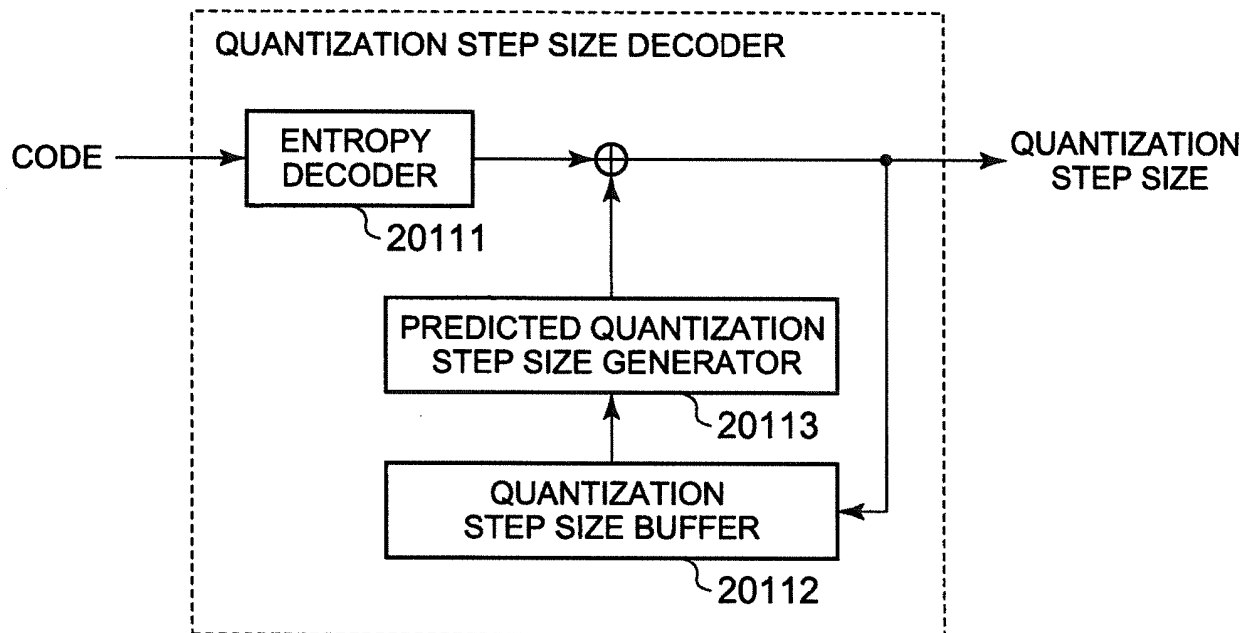 QUANTIZATION STEP SIZE DECODER
CODE
ENTROPY
DECODER
20111
QUANTIZATION
STEP SIZE
PREDICTED QUANTIZATION
STEP SIZE GENERATOR
20113
QUANTIZATION
STEP SIZE BUFFER
20112